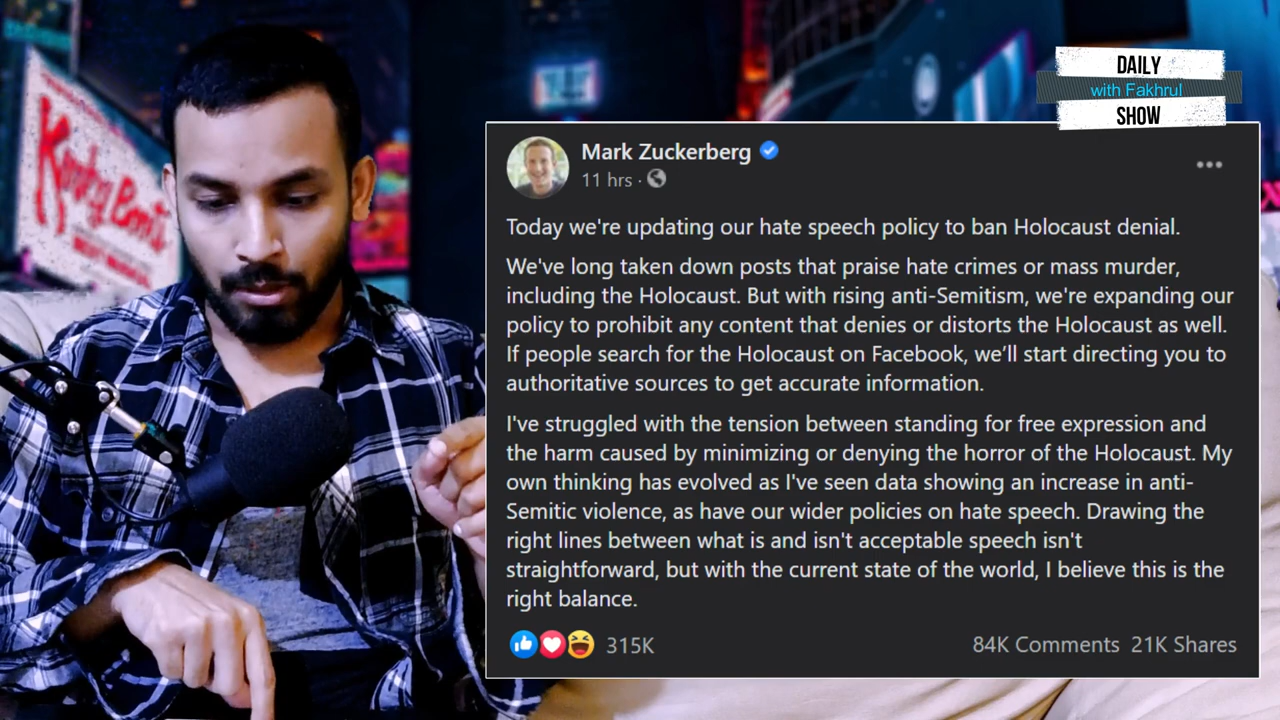 DAILY
with Fakhrul
SHOW
Kinky Boots
Mark Zuckerberg
11 hrs ·
Today we're updating our hate speech policy to ban Holocaust denial.
We've long taken down posts that praise hate crimes or mass murder,
including the Holocaust. But with rising anti-Semitism, we're expanding our
policy to prohibit any content that denies or distorts the Holocaust as well.
If people search for the Holocaust on Facebook, we’ll start directing you to
authoritative sources to get accurate information.
I've struggled with the tension between standing for free expression and
the harm caused by minimizing or denying the horror of the Holocaust. My
own thinking has evolved as I've seen data showing an increase in anti-
Semitic violence, as have our wider policies on hate speech. Drawing the
right lines between what is and isn't acceptable speech isn't
straightforward, but with the current state of the world, I believe this is the
right balance.
315K
84K Comments 21K Shares